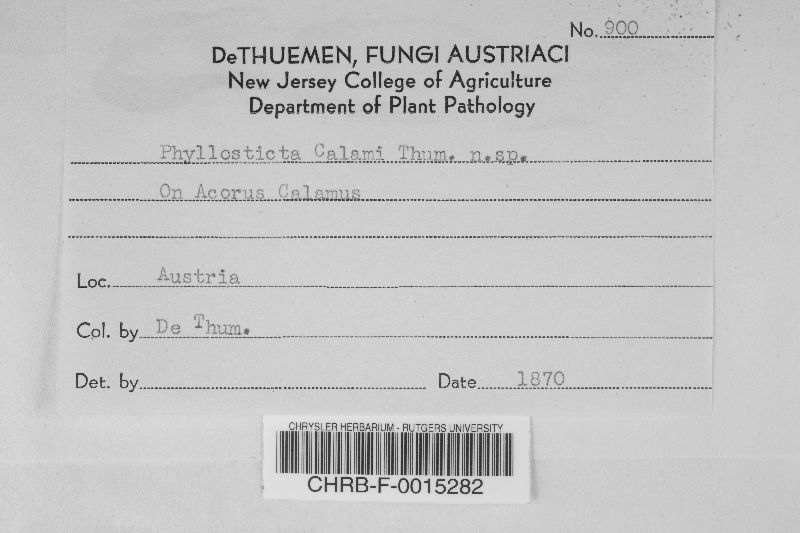 No. 900
DeTHUEMEN, FUNGI AUSTRIACI
New Jersey College of Agriculture
Department of Plant Pathology
Phyllosticta Calami Thum. n.sp.
On Acorus Calamus
Loc. Austria
Col. by De Thum.
Det. by Date 1870
CHRYSLER HERBARIUM - RUTGERS UNIVERSITY
CHRB-F-0015282